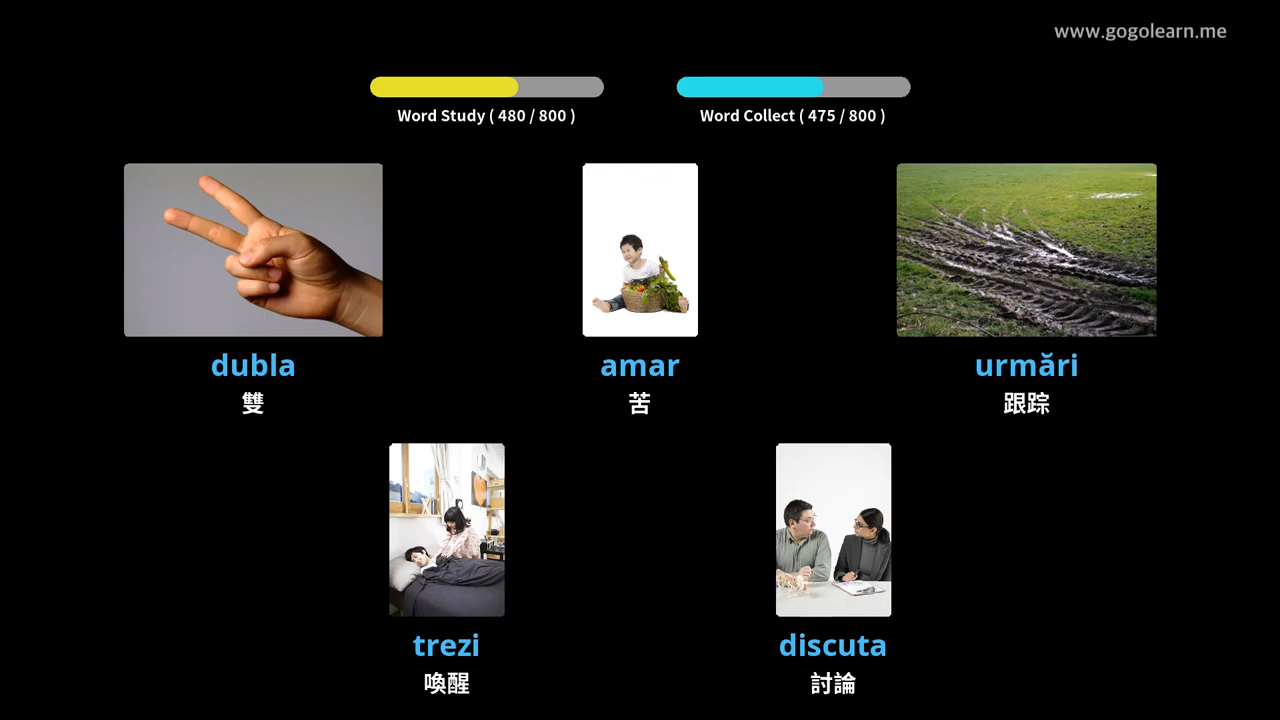 www.gogolearn.me
Word Study ( 480 / 800 )
Word Collect ( 475 / 800 )
dubla
雙
amar
苦
urmări
跟踪
trezi
喚醒
discuta
討論